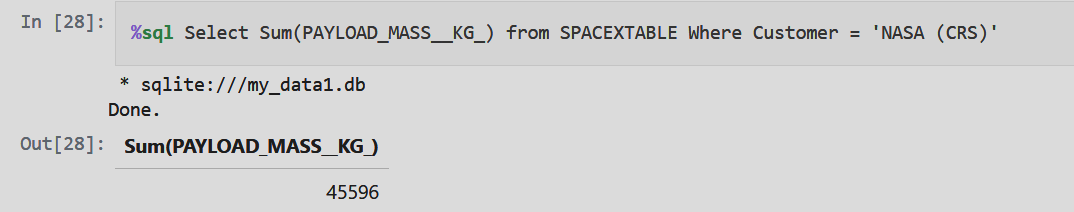 In [28]: %sql Select Sum(PAYLOAD_MASS__KG_) from SPACEXTABLE Where Customer = 'NASA (CRS)'
* sqlite:///my_data1.db
Done.
Out[28]: Sum(PAYLOAD_MASS__KG_)
45596